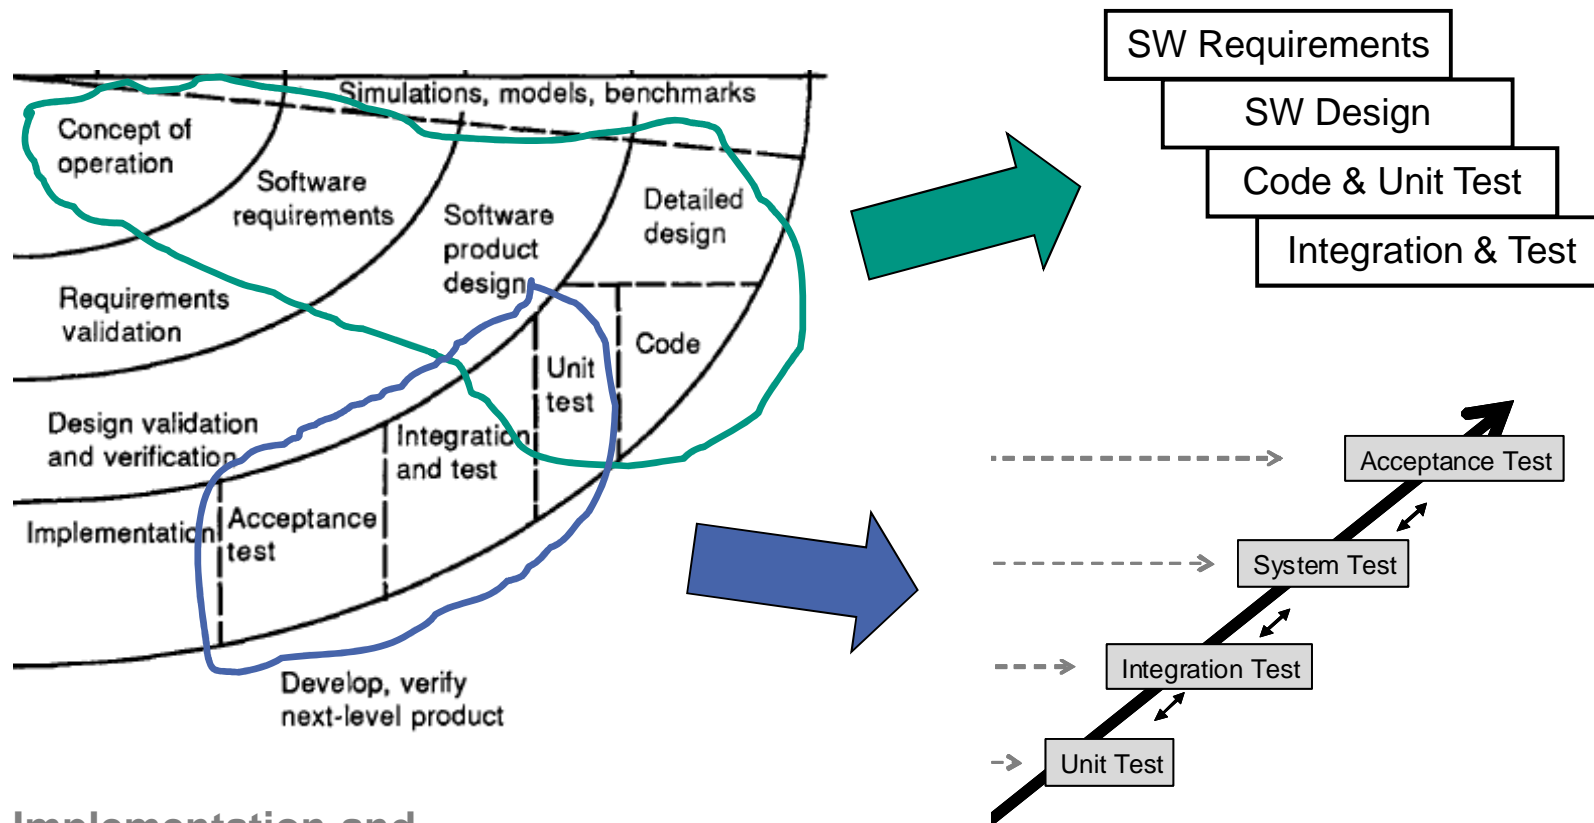 Simulations, models, benchmarks
Concept of
operation
Software
requirements
Software
product
design
Detailed
design
Requirements
validation
Code
Unit
test
Design validation
and verification
Integration
and test
Implementation
Acceptance
test
Develop, verify
next-level product
Implementation and
SW Requirements
SW Design
Code & Unit Test
Integration & Test
Acceptance Test
System Test
Integration Test
Unit Test